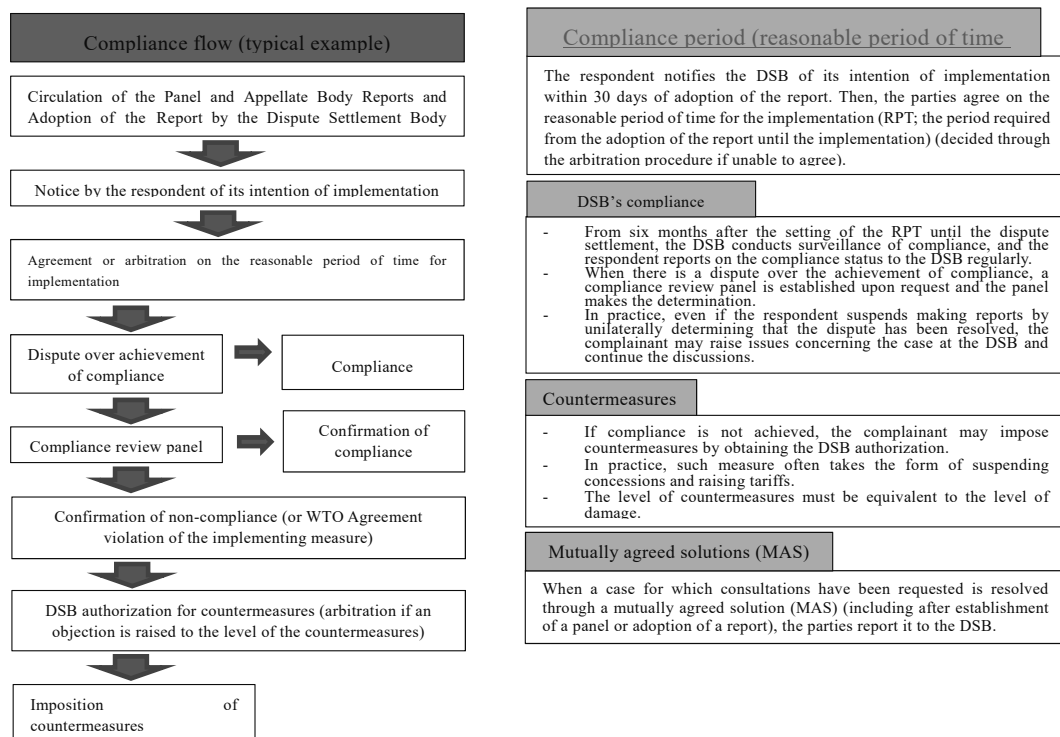 Compliance flow (typical example)
Circulation of the Panel and Appellate Body Reports and
Adoption of the Report by the Dispute Settlement Body
Notice by the respondent of its intention of implementation
Agreement or arbitration on the reasonable period of time for
implementation
Dispute over achievement
of compliance
Compliance
Compliance review panel
Confirmation of
compliance
Confirmation of non-compliance (or WTO Agreement
violation of the implementing measure)
DSB authorization for countermeasures (arbitration if an
objection is raised to the level of the countermeasures)
Imposition of
countermeasures
Compliance period (reasonable period of time
The respondent notifies the DSB of its intention of implementation
within 30 days of adoption of the report. Then, the parties agree on the
reasonable period of time for the implementation (RPT; the period required
from the adoption of the report until the implementation) (decided through
the arbitration procedure if unable to agree).
DSB's compliance
- From six months after the setting of the RPT until the dispute
settlement, the DSB conducts surveillance of compliance, and the
respondent reports on the compliance status to the DSB regularly.
- When there is a dispute over the achievement of compliance, a
compliance review panel is established upon request and the panel
makes the determination.
- In practice, even if the respondent suspends making reports by
unilaterally determining that the dispute has been resolved, the
complainant may raise issues concerning the case at the DSB and
continue the discussions.
Countermeasures
- If compliance is not achieved, the complainant may impose
countermeasures by obtaining the DSB authorization.
- In practice, such measure often takes the form of suspending
concessions and raising tariffs.
- The level of countermeasures must be equivalent to the level of
damage.
Mutually agreed solutions (MAS)
When a case for which consultations have been requested is resolved
through a mutually agreed solution (MAS) (including after establishment
of a panel or adoption of a report), the parties report it to the DSB.